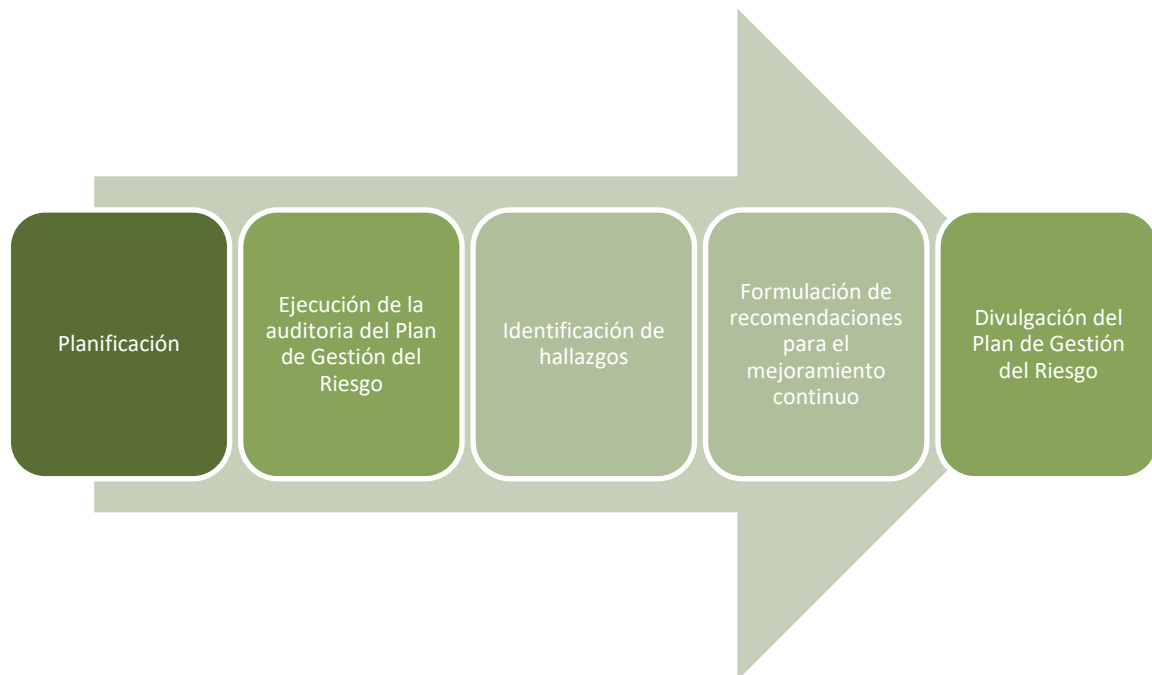 Planificación
Ejecución de la
auditoria del Plan
de Gestión del
Riesgo
Identificación de
hallazgos
Formulación de
recomendaciones
para el
mejoramiento
continuo
Divulgación del
Plan de Gestión
del Riesgo